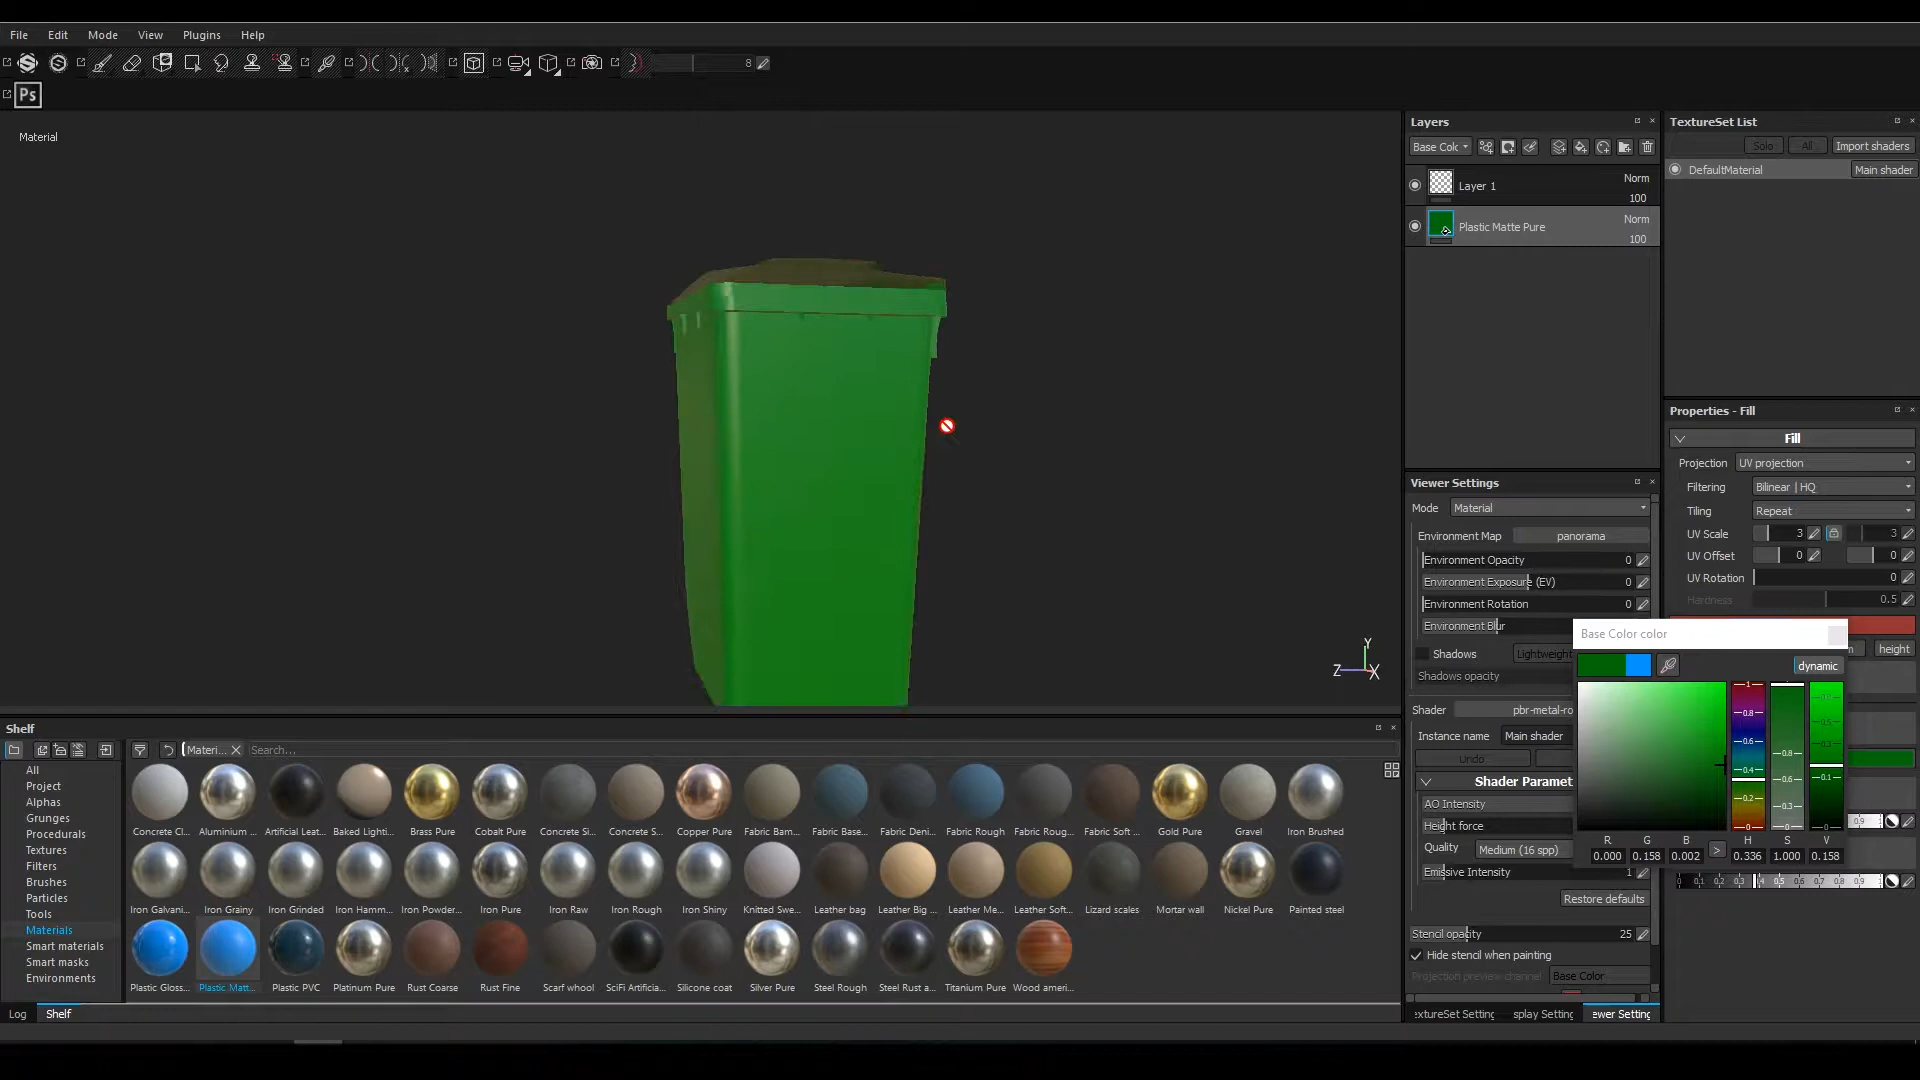 File Edit Mode View Plugins Help
8
Ps
Material
Layers
Base Colc
Layer 1 Norm 100
Plastic Matte Pure Norm 100
TextureSet List
Solo All Import shaders
DefaultMaterial Main shader
Properties - Fill
Fill
Projection UV projection
Filtering Bilinear | HQ
Tiling Repeat
UV Scale 3 3
UV Offset 0 0
UV Rotation 0
Hardness 0.5
height
Viewer Settings
Mode Material
Environment Map panorama
Environment Opacity 0
Environment Exposure (EV) 0
Environment Rotation 0
Environment Blur
Shadows Lightweight
Shadows opacity
Shader pbr-metal-ro
Instance name Main shader
Undo
Shader Paramet
AO Intensity
Height force
Quality Medium (16 spp)
Emissive Intensity 1
Restore defaults
Stencil opacity 25
Hide stencil when painting
Projection preview channel Base Color
extureSet Setting splay Setting ewer Setting
Base Color color
dynamic
R G B H S V
0.000 0.158 0.002 > 0.336 1.000 0.158
Y
Z X
Shelf
Materi... Search...
All
Project
Alphas
Grunges
Procedurals
Textures
Filters
Brushes
Particles
Tools
Materials
Smart materials
Smart masks
Environments
Concrete Cl... Aluminium ... Artificial Leat... Baked Lighti... Brass Pure Cobalt Pure Concrete Si... Concrete S... Copper Pure Fabric Bam... Fabric Base... Fabric Deni... Fabric Rough Fabric Roug... Fabric Soft ... Gold Pure Gravel Iron Brushed
Iron Galvani... Iron Grainy Iron Grinded Iron Hamm... Iron Powder... Iron Pure Iron Raw Iron Rough Iron Shiny Knitted Swe... Leather bag Leather Big ... Leather Me... Leather Soft... Lizard scales Mortar wall Nickel Pure Painted steel
Plastic Gloss... Plastic Matt... Plastic PVC Platinum Pure Rust Coarse Rust Fine Scarf whool SciFi Artificia... Silicone coat Silver Pure Steel Rough Steel Rust a... Titanium Pure Wood ameri...
Log Shelf